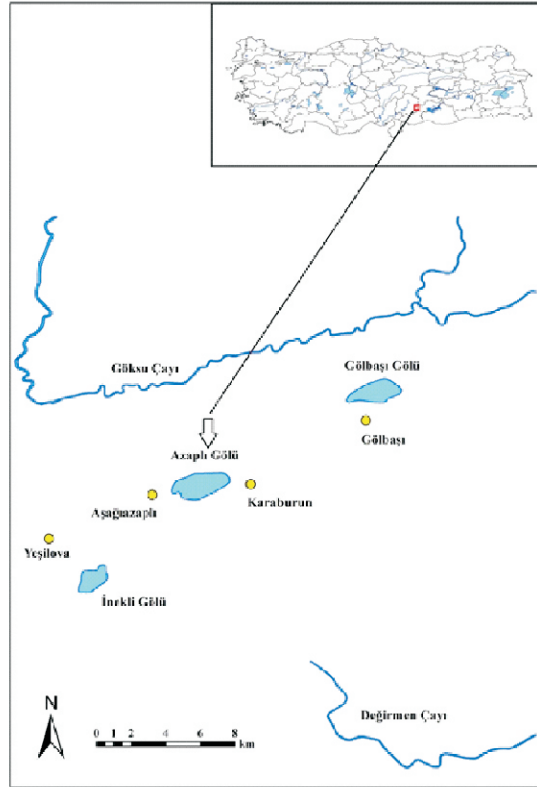 Göksu Çayı
Gölbaşı Gölü
Gölbaşı
Azaplı Gölü
Karaburun
Aşağıazaplı
Yeşilova
İnekli Gölü
Değirmen Çayı
N
0 1 2 4 6 8
km